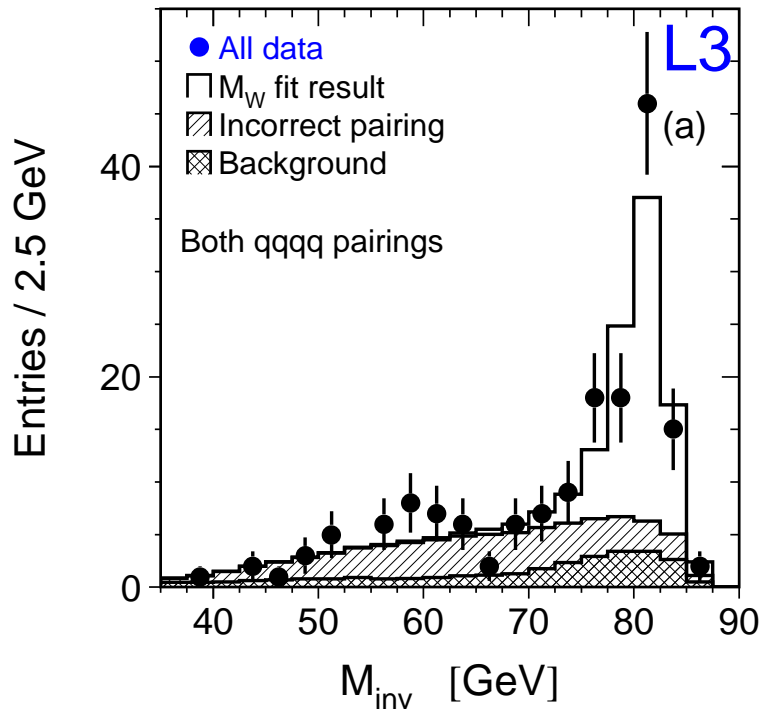 L3
All data
M_W fit result
Incorrect pairing
Background
(a)
Both qqqq pairings
Entries / 2.5 GeV
0
20
40
40 50 60 70 80 90
M_inv [GeV]